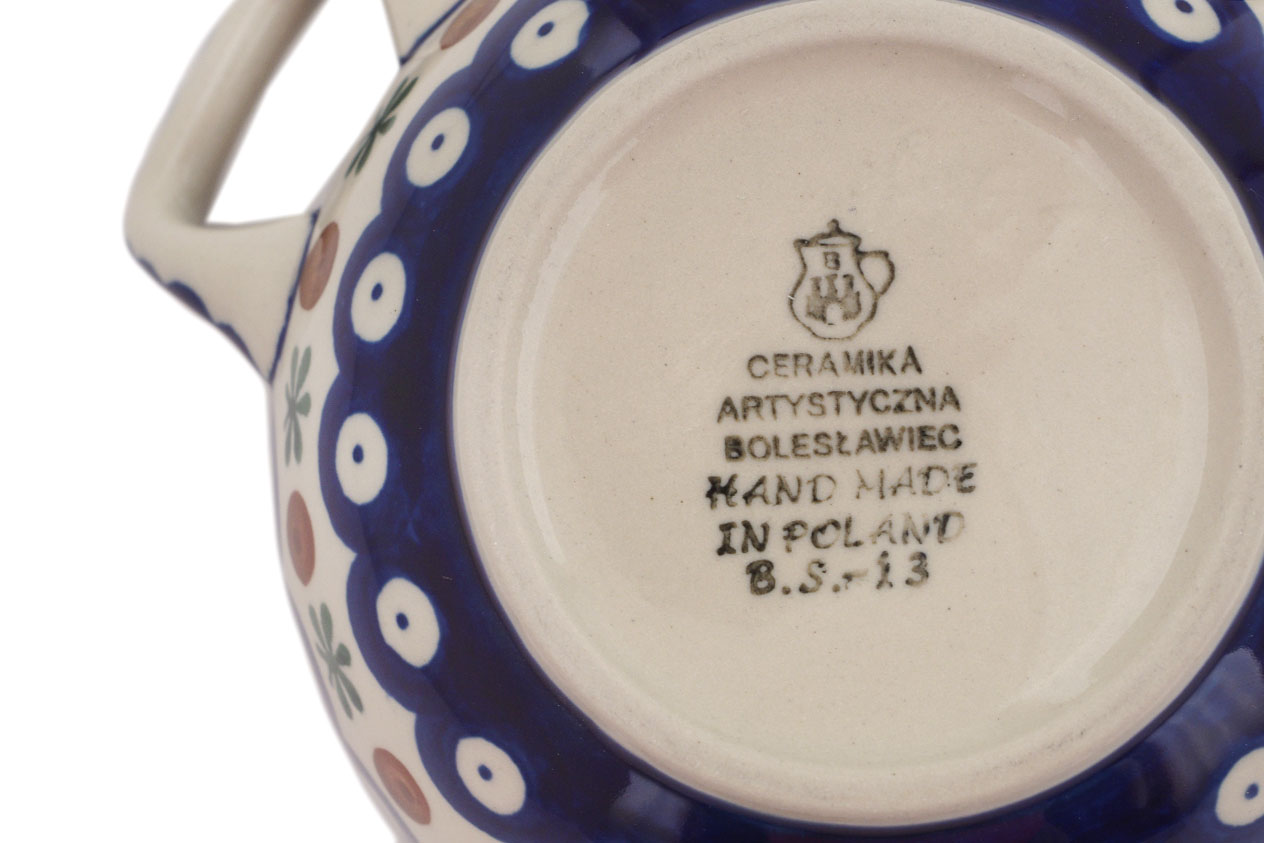 B
CERAMIKA
ARTYSTYCZNA
BOLESŁAWIEC
HAND MADE
IN POLAND
B.S.-13